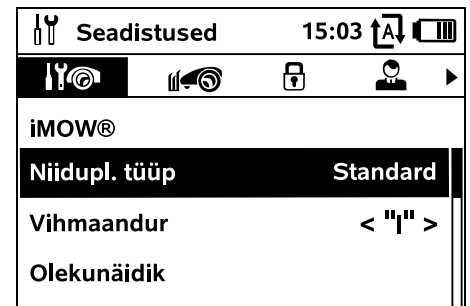 Seadistused 15:03 A
iMOW®
Niidupl. tüüp Standard
Vihmaandur < "|" >
Olekunäidik